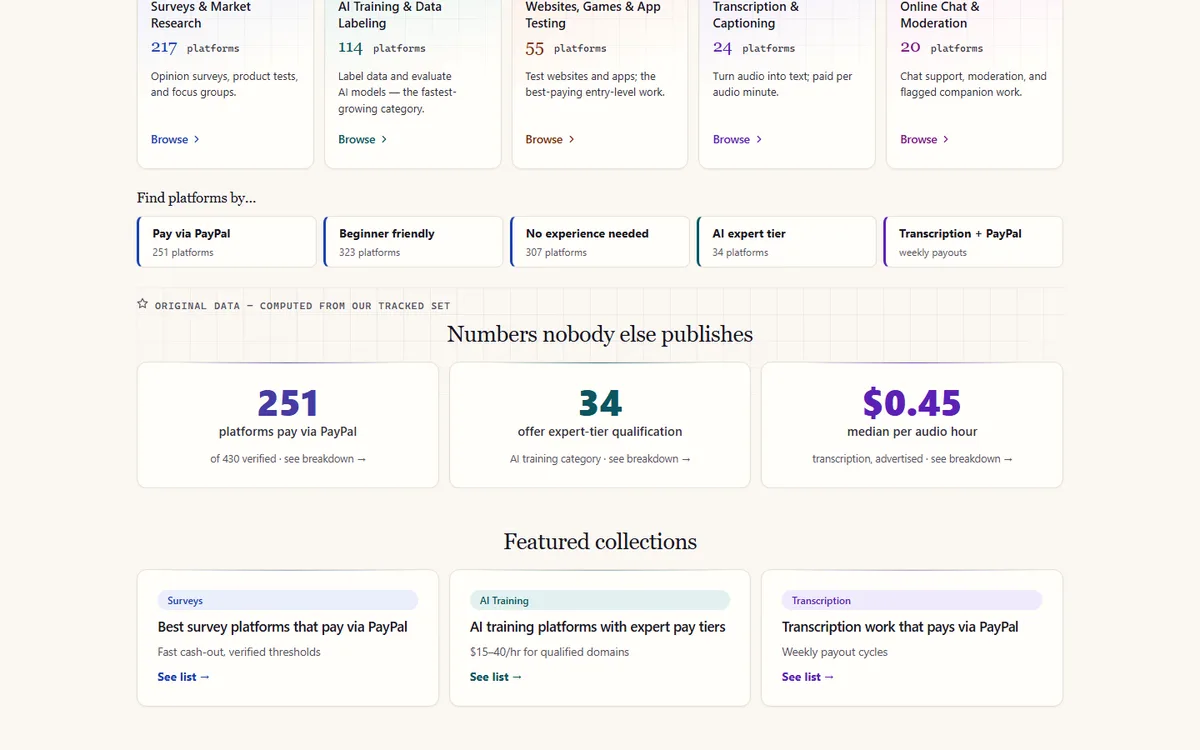 Surveys & Market
Research
217 platforms
Opinion surveys, product tests,
and focus groups.
Browse >
AI Training & Data
Labeling
114 platforms
Label data and evaluate
AI models — the fastest-
growing category.
Browse >
Websites, Games & App
Testing
55 platforms
Test websites and apps; the
best-paying entry-level work.
Browse >
Transcription &
Captioning
24 platforms
Turn audio into text; paid per
audio minute.
Browse >
Online Chat &
Moderation
20 platforms
Chat support, moderation, and
flagged companion work.
Browse >
Find platforms by...
Pay via PayPal
251 platforms
Beginner friendly
323 platforms
No experience needed
307 platforms
AI expert tier
34 platforms
Transcription + PayPal
weekly payouts
ORIGINAL DATA — COMPUTED FROM OUR TRACKED SET
Numbers nobody else publishes
251
platforms pay via PayPal
of 430 verified · see breakdown →
34
offer expert-tier qualification
AI training category · see breakdown →
$0.45
median per audio hour
transcription, advertised · see breakdown →
Featured collections
Surveys
Best survey platforms that pay via PayPal
Fast cash-out, verified thresholds
See list →
AI Training
AI training platforms with expert pay tiers
$15–40/hr for qualified domains
See list →
Transcription
Transcription work that pays via PayPal
Weekly payout cycles
See list →